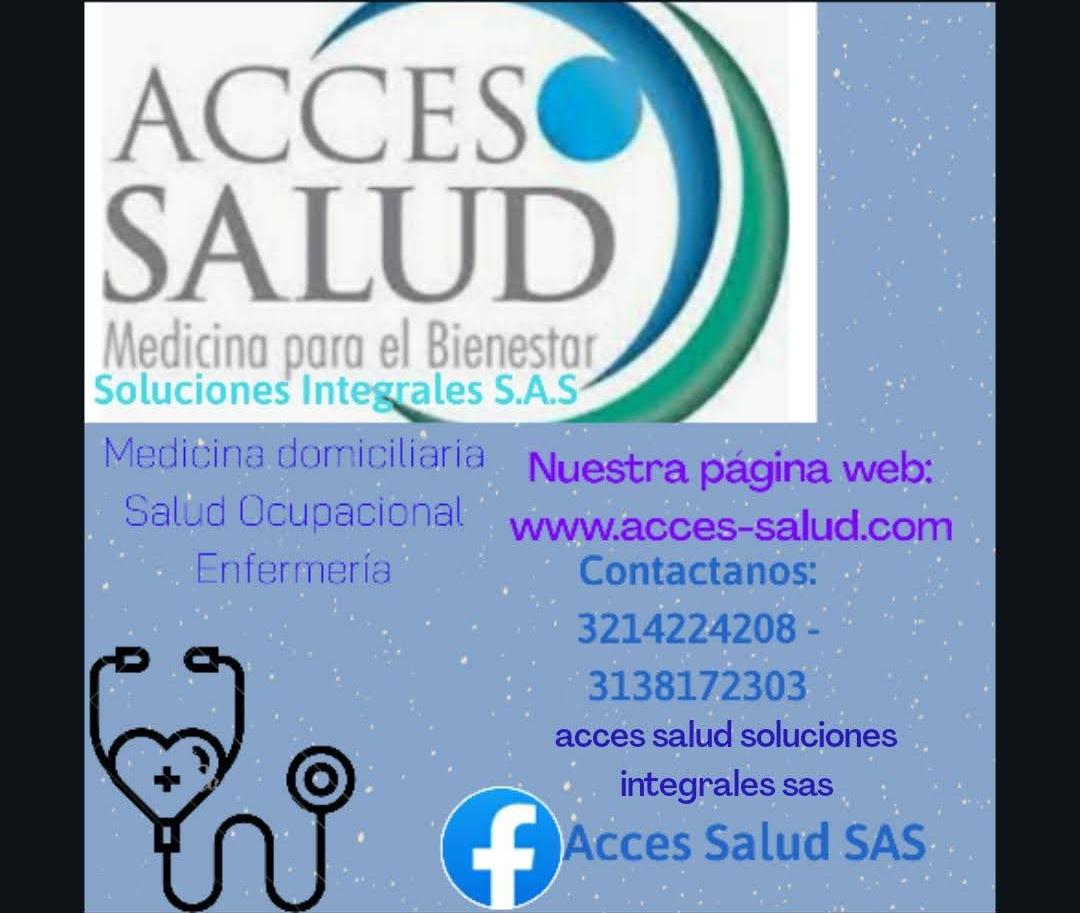 ACCES
SALUD
Medicina para el Bienestar
Soluciones Integrales S.A.S
Medicina domiciliaria
Salud Ocupacional
Enfermería
Nuestra página web:
www.acces-salud.com
Contactanos:
3214224208 -
3138172303
acces salud soluciones
integrales sas
Acces Salud SAS